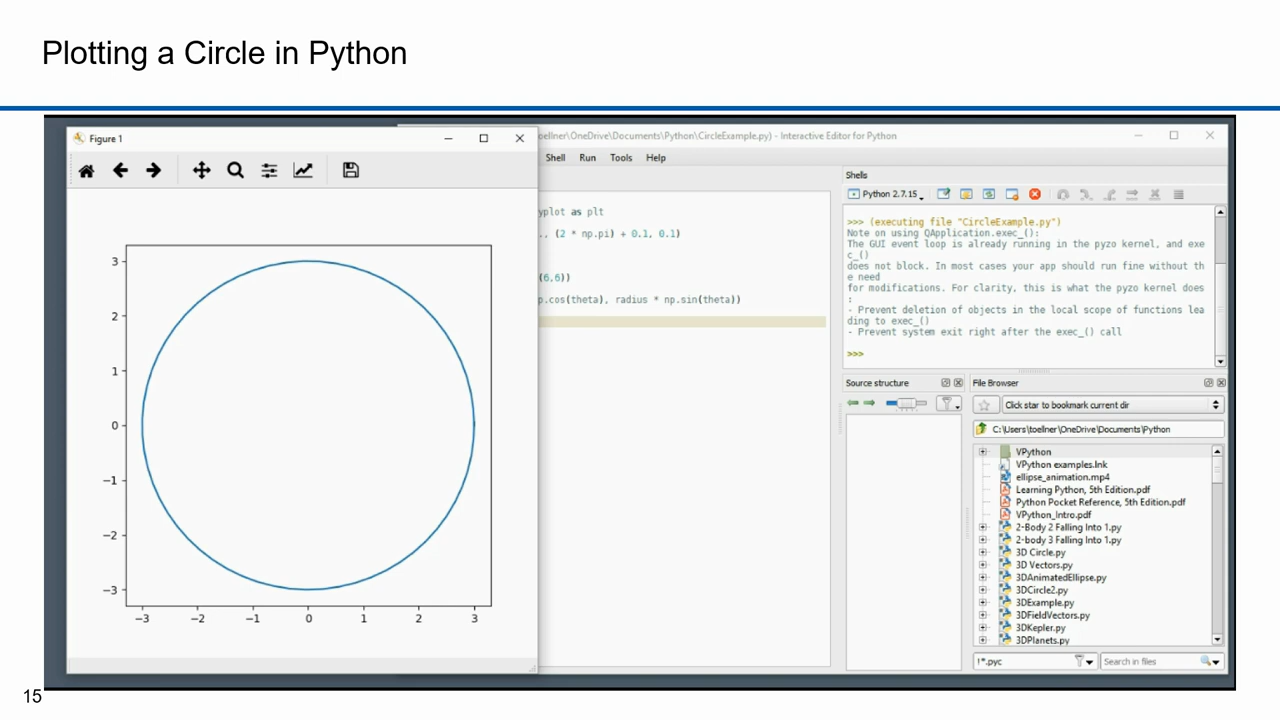 Plotting a Circle in Python
Figure 1
oellner\OneDrive\Documents\Python\CircleExample.py) - Interactive Editor for Python
Shell Run Tools Help
yplot as plt
., (2 * np.pi) + 0.1, 0.1)
(6,6))
p.cos(theta), radius * np.sin(theta))
3
2
1
0
−1
−2
−3
−3 −2 −1 0 1 2 3
Shells
Python 2.7.15
>>> (executing file "CircleExample.py")
Note on using QApplication.exec_():
The GUI event loop is already running in the pyzo kernel, and exe
c_()
does not block. In most cases your app should run fine without th
e need
for modifications. For clarity, this is what the pyzo kernel does
:
- Prevent deletion of objects in the local scope of functions lea
ding to exec_()
- Prevent system exit right after the exec_() call
>>>
Source structure
File Browser
Click star to bookmark current dir
C:\Users\toellner\OneDrive\Documents\Python
VPython
VPython examples.lnk
ellipse_animation.mp4
Learning Python, 5th Edition.pdf
Python Pocket Reference, 5th Edition.pdf
VPython_Intro.pdf
2-Body 2 Falling Into 1.py
2-body 3 Falling Into 1.py
3D Circle.py
3D Vectors.py
3DAnimatedEllipse.py
3DCircle2.py
3DExample.py
3DFieldVectors.py
3DKepler.py
3DPlanets.py
!*.pyc
Search in files
15